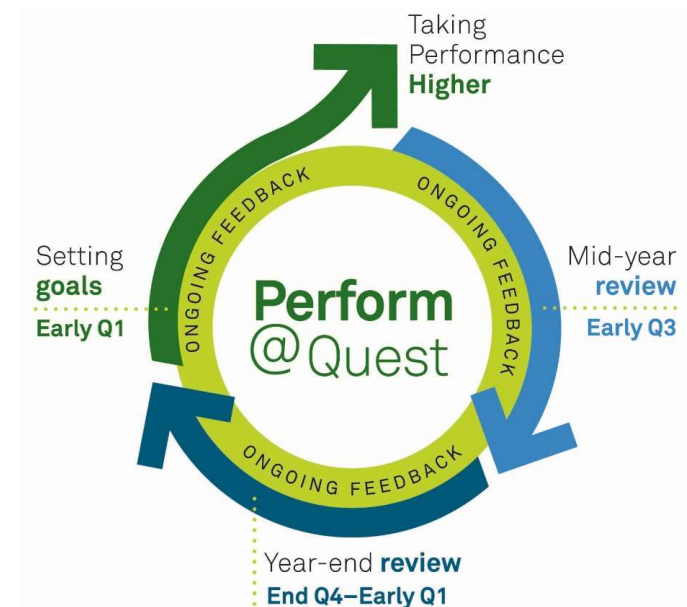 Taking
Performance
Higher
ONGOING FEEDBACK
ONGOING FEEDBACK
Setting
goals
Early Q1
Mid-year
review
Early Q3
Perform
@Quest
ONGOING FEEDBACK
Year-end review
End Q4–Early Q1